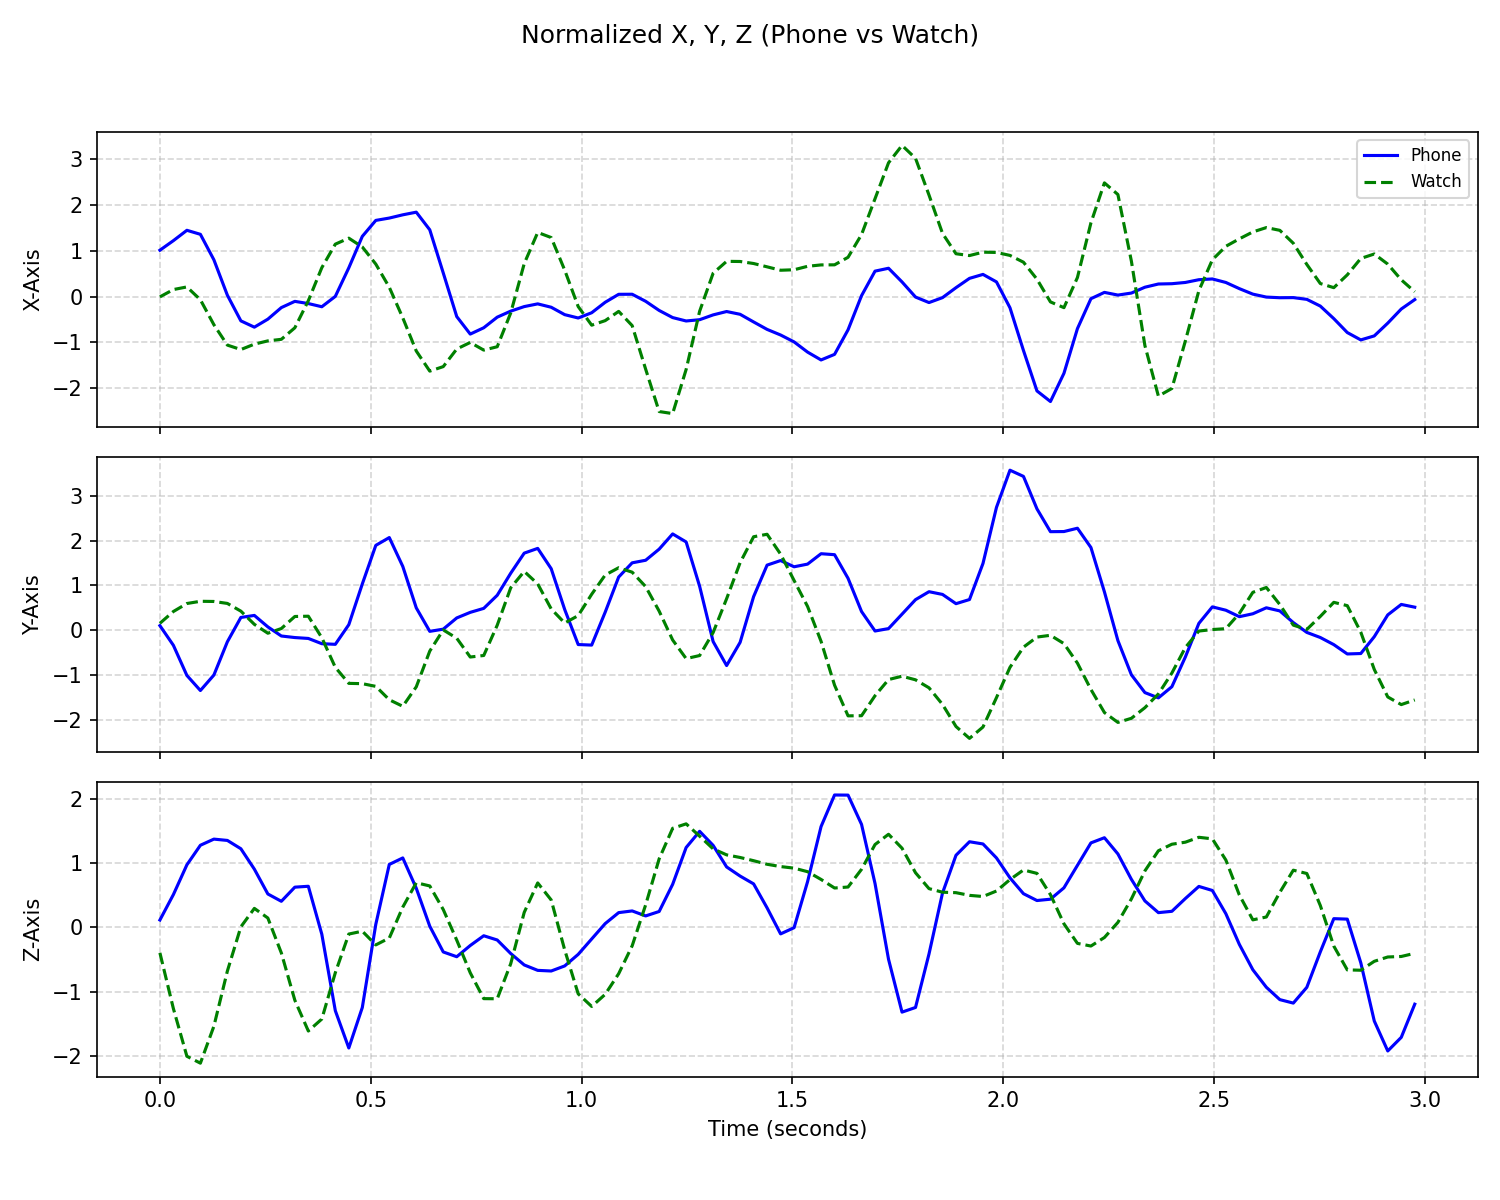 Normalized X, Y, Z (Phone vs Watch)
3
2
1
0
−1
−2
X-Axis
Phone
Watch
3
2
1
0
−1
−2
Y-Axis
2
1
0
−1
−2
Z-Axis
0.0 0.5 1.0 1.5 2.0 2.5 3.0
Time (seconds)